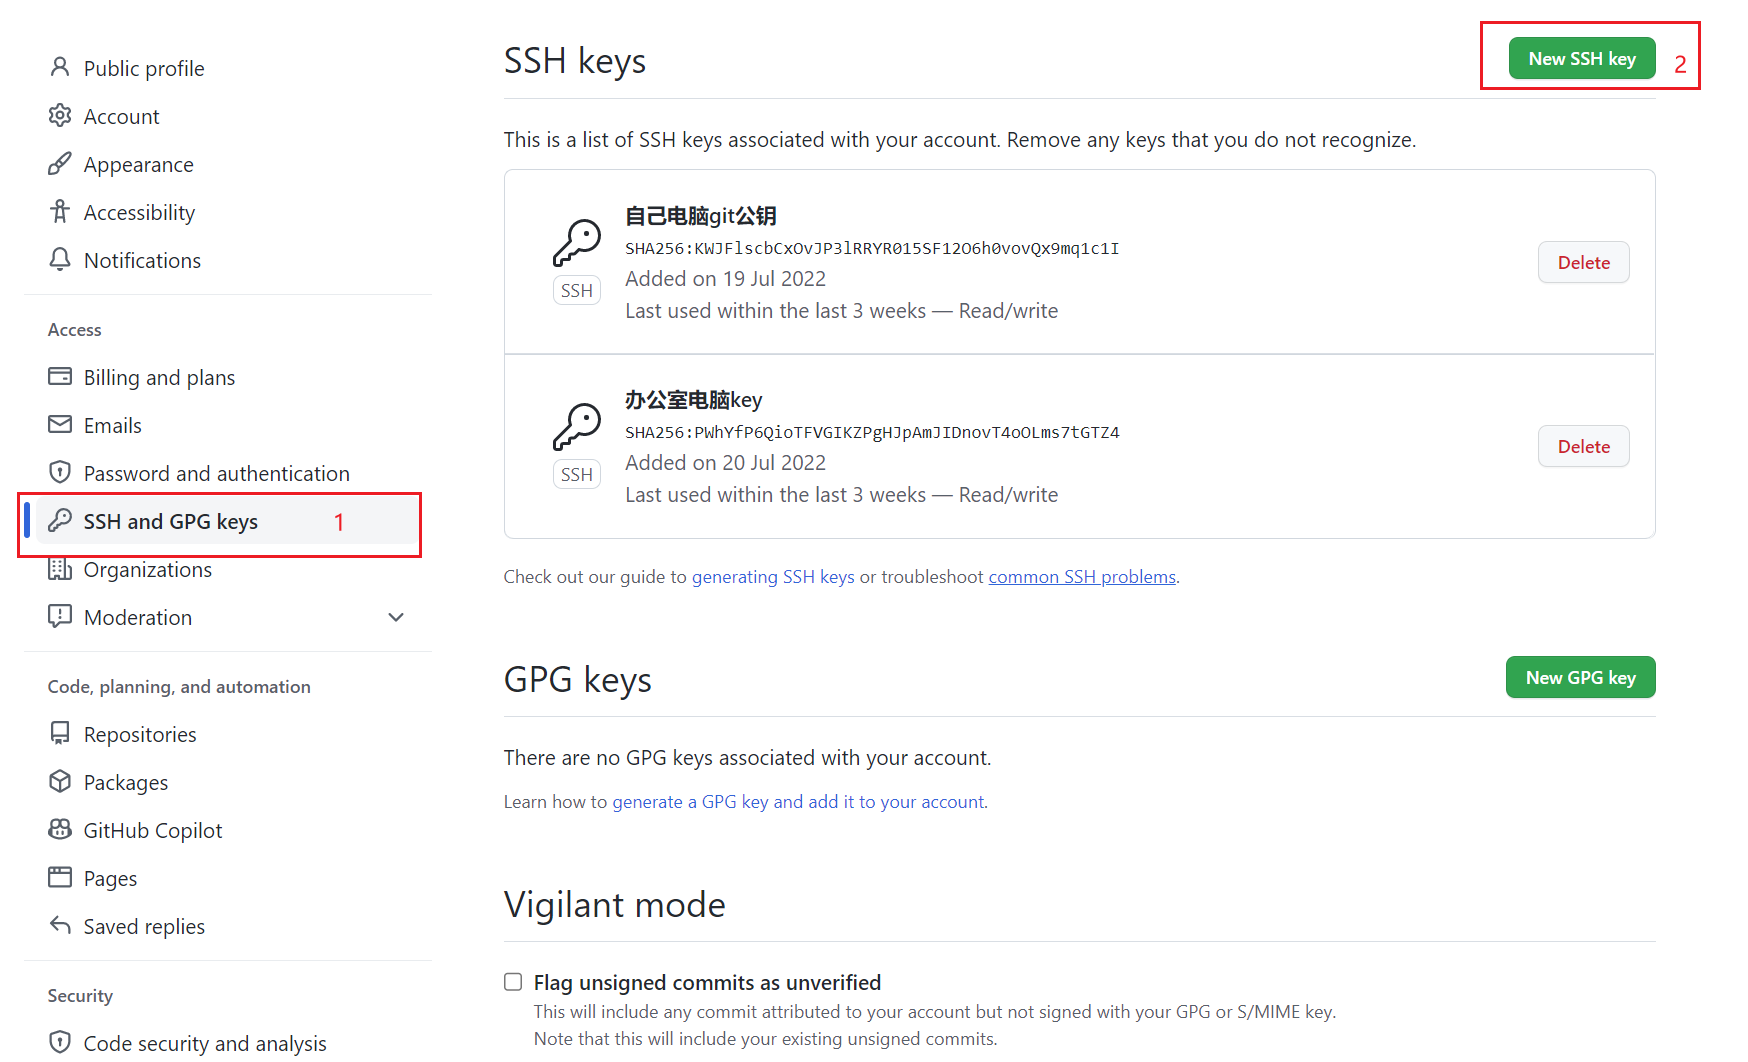 Public profile
Account
Appearance
Accessibility
Notifications
Access
Billing and plans
Emails
Password and authentication
SSH and GPG keys 1
Organizations
Moderation
Code, planning, and automation
Repositories
Packages
GitHub Copilot
Pages
Saved replies
Security
Code security and analysis
SSH keys
New SSH key 2
This is a list of SSH keys associated with your account. Remove any keys that you do not recognize.
自己电脑git公钥
SHA256:KWJFlscbCxOvJP3lRRYR015SF12O6h0vovQx9mq1c1I
Added on 19 Jul 2022
Last used within the last 3 weeks — Read/write
SSH
Delete
办公室电脑key
SHA256:PWhYfP6QioTFVGIKZPgHJpAmJIDnovT4oOLms7tGTZ4
Added on 20 Jul 2022
Last used within the last 3 weeks — Read/write
SSH
Delete
Check out our guide to generating SSH keys or troubleshoot common SSH problems.
GPG keys
New GPG key
There are no GPG keys associated with your account.
Learn how to generate a GPG key and add it to your account.
Vigilant mode
Flag unsigned commits as unverified
This will include any commit attributed to your account but not signed with your GPG or S/MIME key.
Note that this will include your existing unsigned commits.